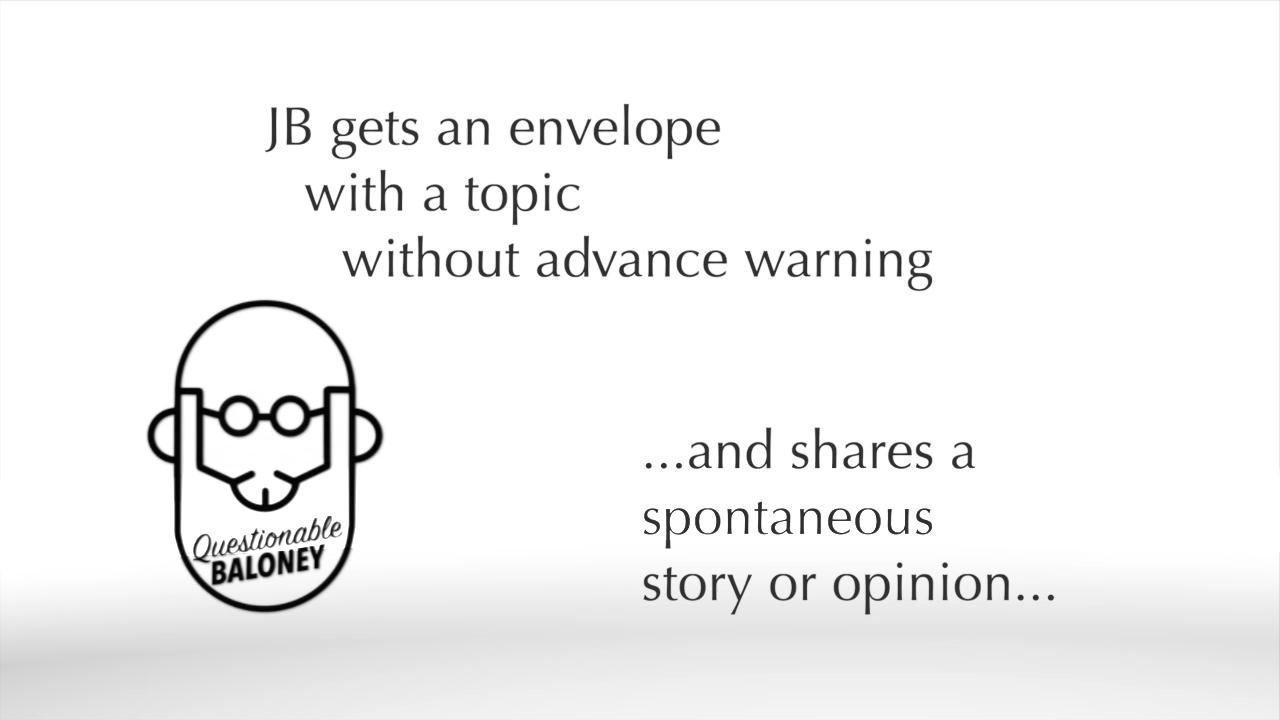 JB gets an envelope
with a topic
without advance warning
Questionable
BALONEY
...and shares a
spontaneous
story or opinion...